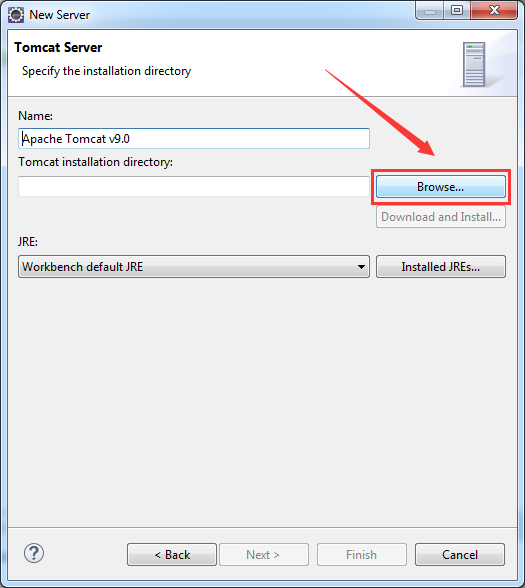 New Server
Tomcat Server
Specify the installation directory
Name:
Apache Tomcat v9.0
Tomcat installation directory:
Browse...
Download and Install...
JRE:
Workbench default JRE
Installed JREs...
?
< Back
Next >
Finish
Cancel